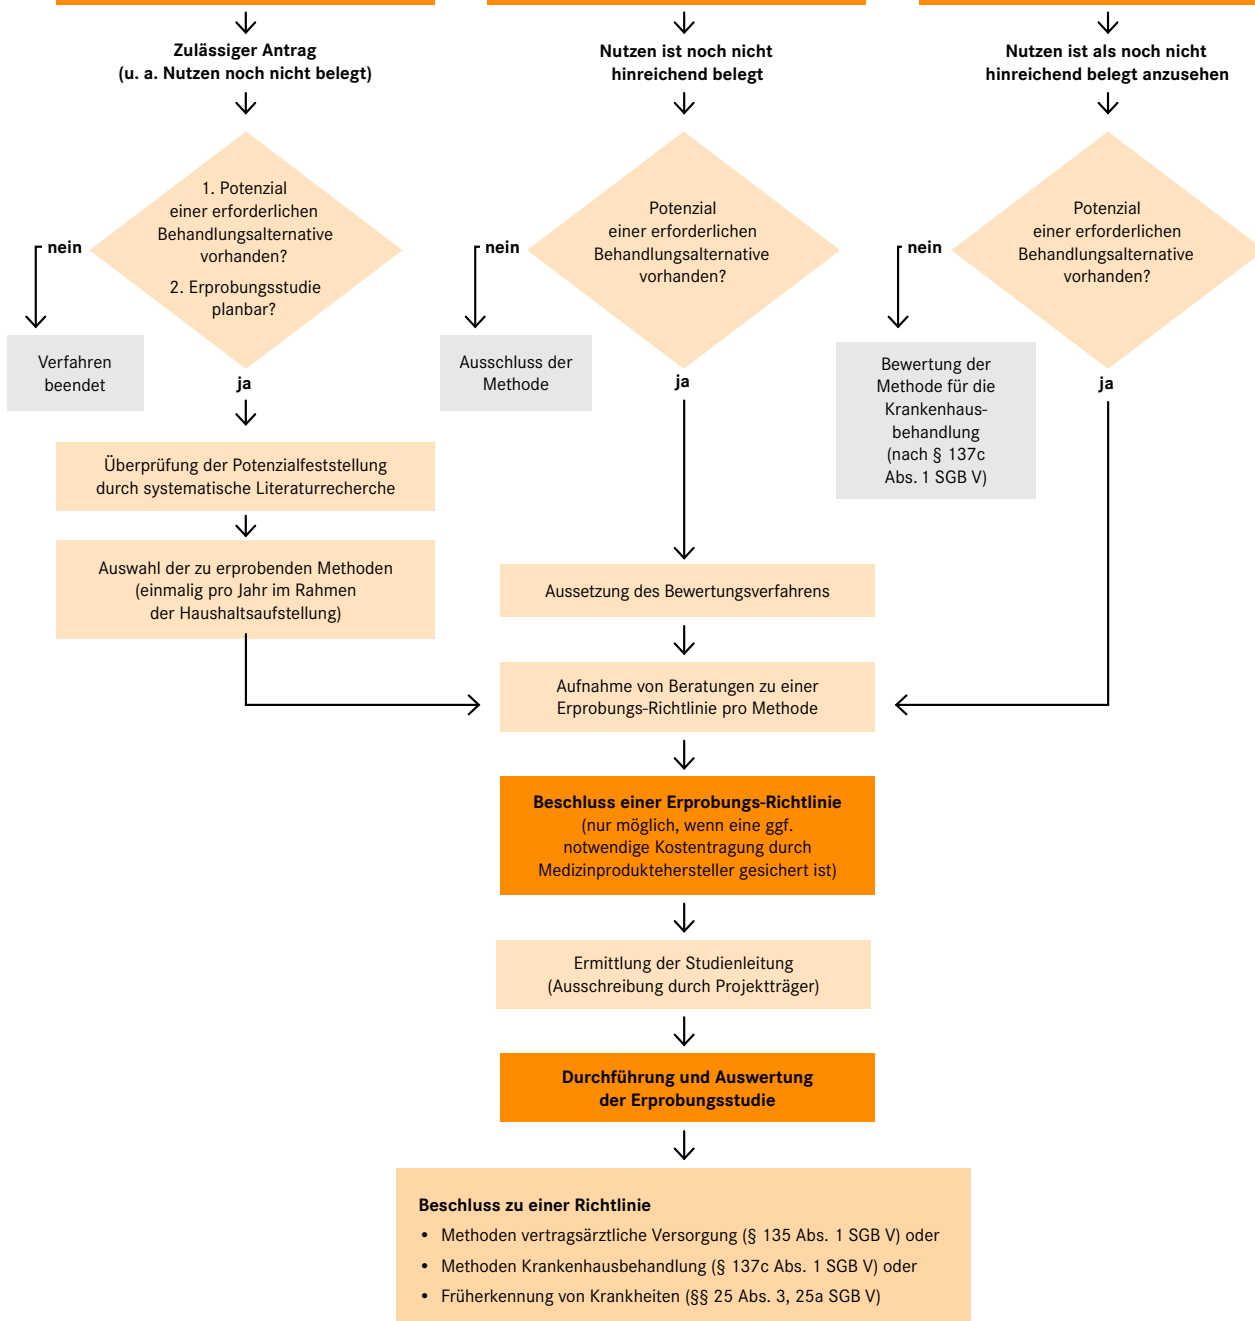 Zulässiger Antrag
(u. a. Nutzen noch nicht belegt)
Nutzen ist noch nicht
hinreichend belegt
Nutzen ist als noch nicht
hinreichend belegt anzusehen
1. Potenzial
einer erforderlichen
Behandlungsalternative
vorhanden?
2. Erprobungsstudie
planbar?
nein
Verfahren
beendet
ja
Potenzial
einer erforderlichen
Behandlungsalternative
vorhanden?
nein
Ausschluss der
Methode
ja
Potenzial
einer erforderlichen
Behandlungsalternative
vorhanden?
nein
Bewertung der
Methode für die
Krankenhaus-
behandlung
(nach § 137c
Abs. 1 SGB V)
ja
Überprüfung der Potenzialfeststellung
durch systematische Literaturrecherche
Auswahl der zu erprobenden Methoden
(einmalig pro Jahr im Rahmen
der Haushaltsaufstellung)
Aussetzung des Bewertungsverfahrens
Aufnahme von Beratungen zu einer
Erprobungs-Richtlinie pro Methode
Beschluss einer Erprobungs-Richtlinie
(nur möglich, wenn eine ggf.
notwendige Kostentragung durch
Medizinproduktehersteller gesichert ist)
Ermittlung der Studienleitung
(Ausschreibung durch Projektträger)
Durchführung und Auswertung
der Erprobungsstudie
Beschluss zu einer Richtlinie
• Methoden vertragsärztliche Versorgung (§ 135 Abs. 1 SGB V) oder
• Methoden Krankenhausbehandlung (§ 137c Abs. 1 SGB V) oder
• Früherkennung von Krankheiten (§§ 25 Abs. 3, 25a SGB V)